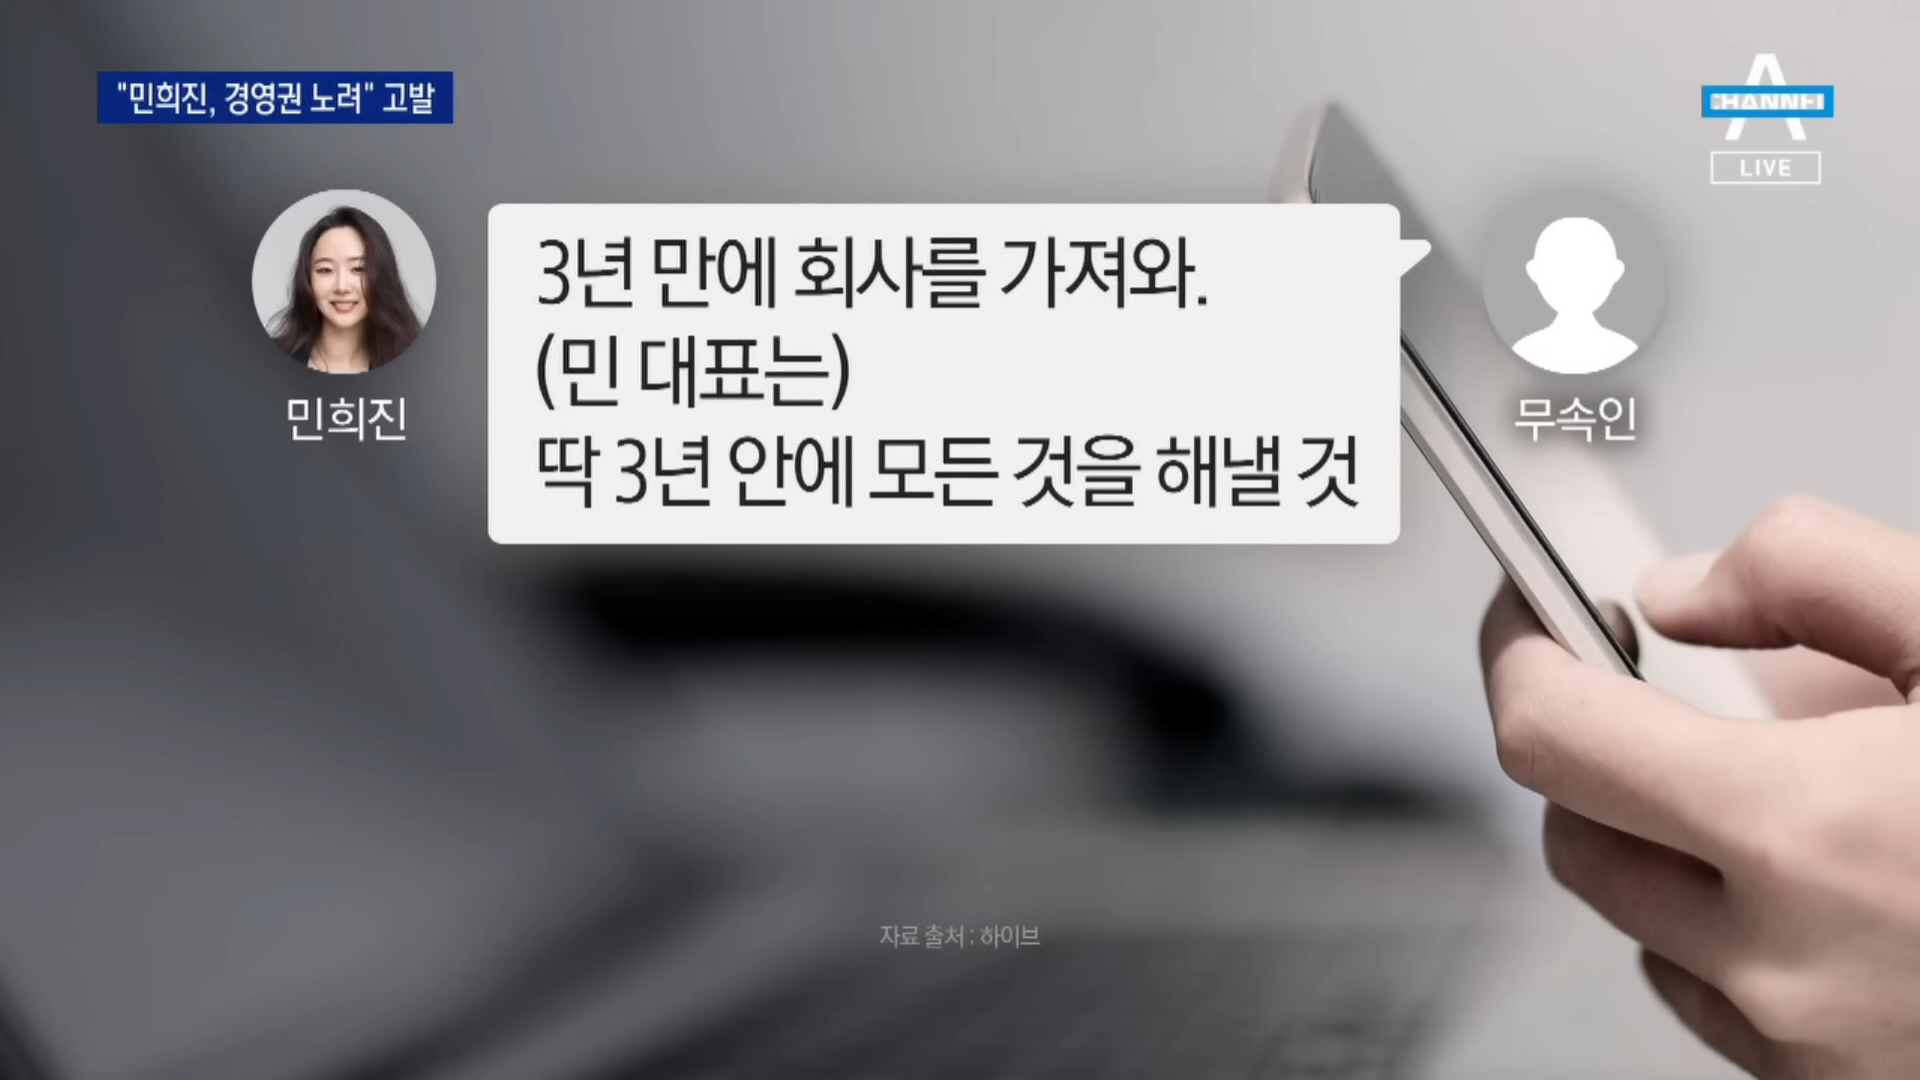 "민희진, 경영권 노려" 고발
CHANNEL A
LIVE
3년 만에 회사를 가져와.
(민 대표는)
딱 3년 안에 모든 것을 해낼 것
민희진
무속인
자료 출처 : 하이브